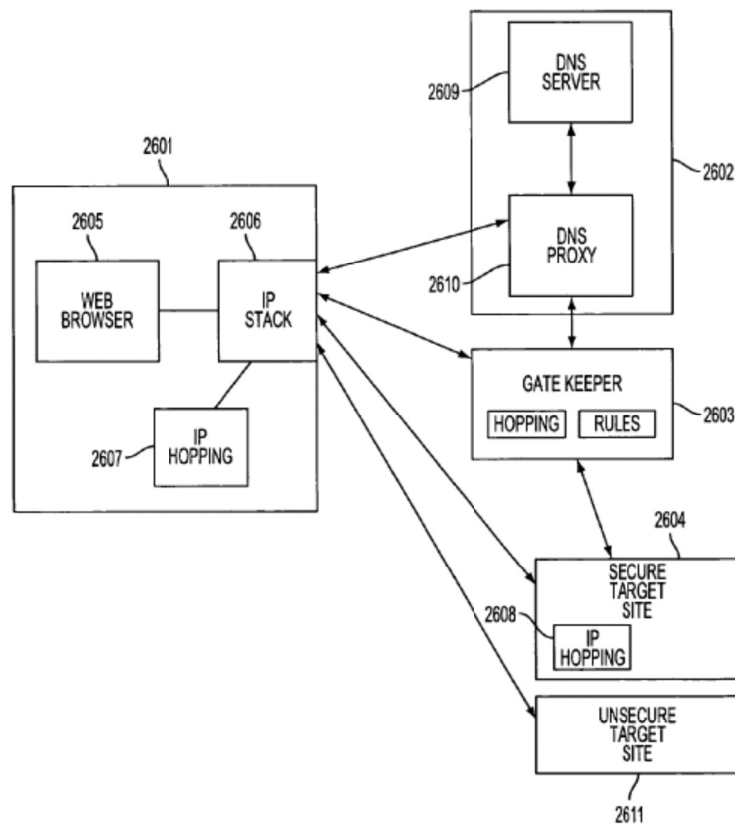 DNS
SERVER
2609
2601
2602
2605
2606
DNS
PROXY
2610
WEB
BROWSER
IP
STACK
GATE KEEPER
HOPPING
RULES
2603
IP
HOPPING
2607
2604
SECURE
TARGET
SITE
2608
IP
HOPPING
UNSECURE
TARGET
SITE
2611